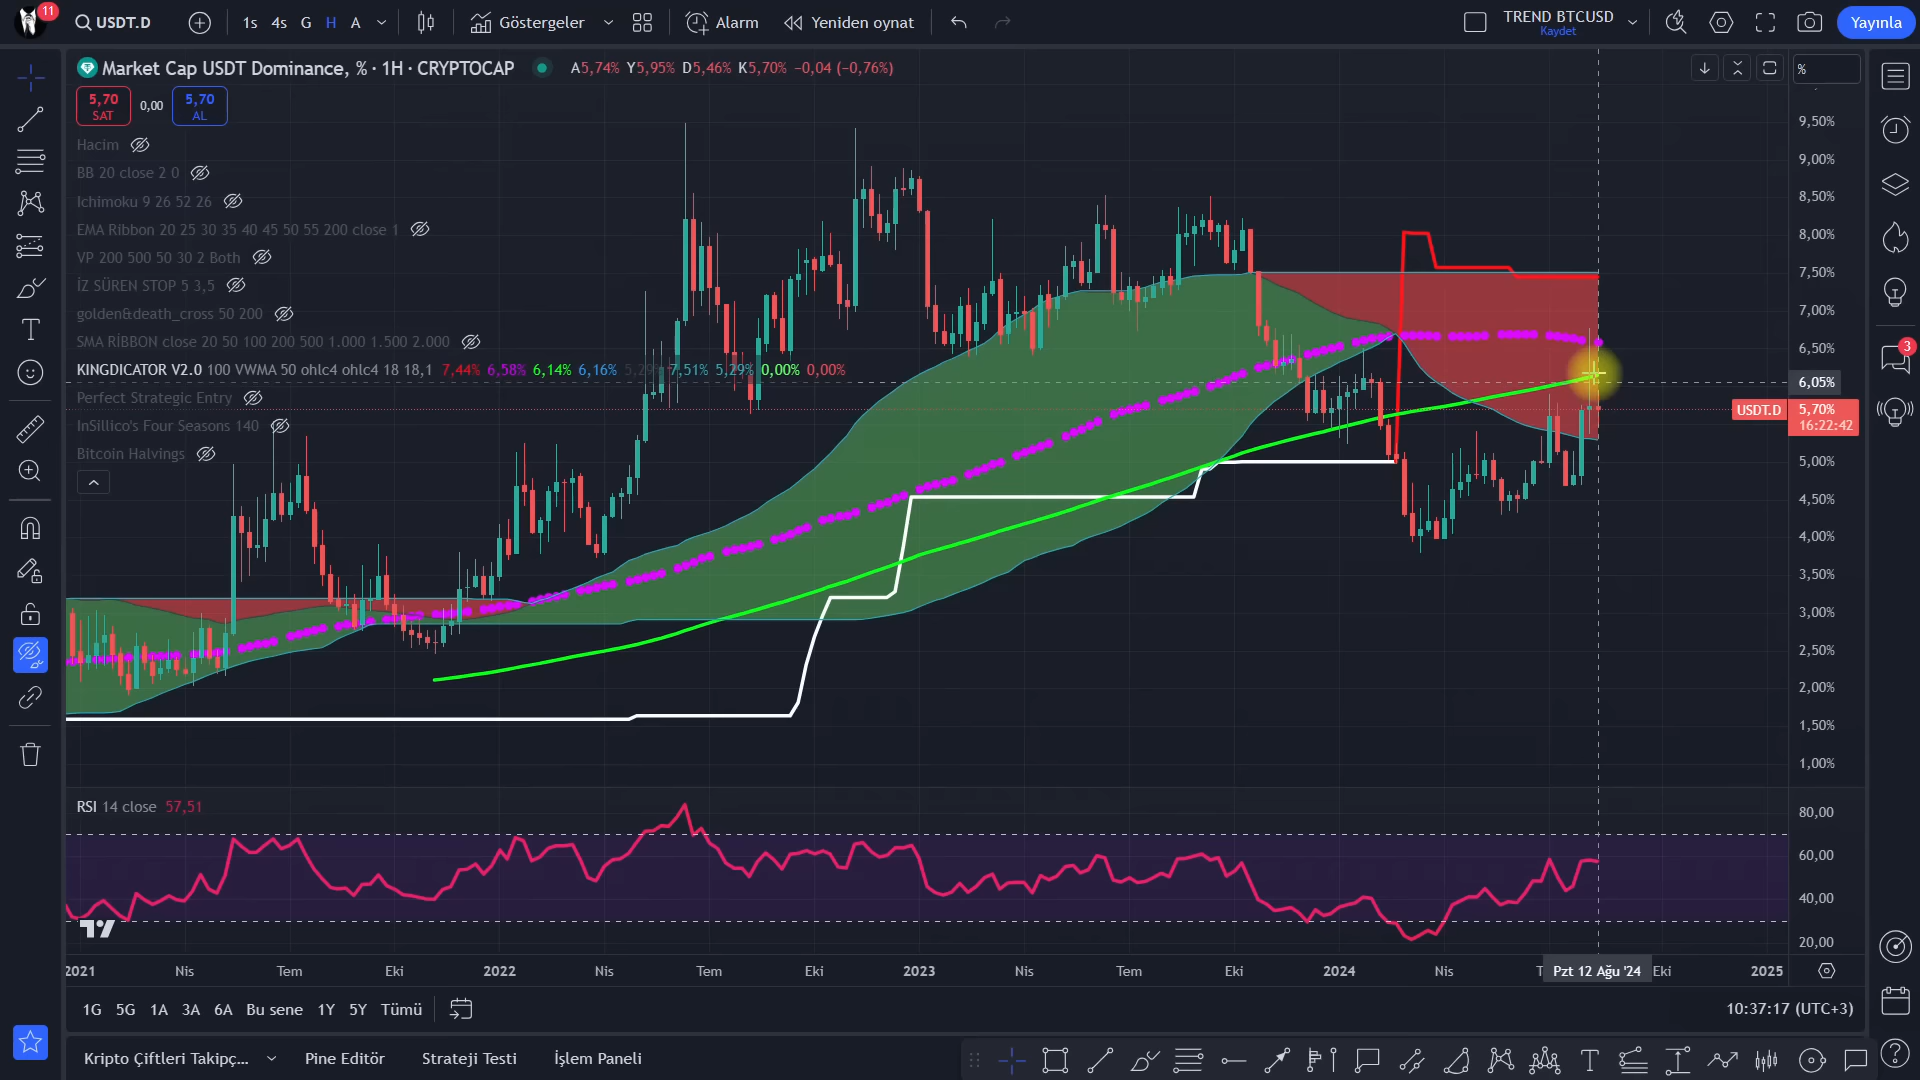 11
USDT.D
1s 4s G H A
Göstergeler
Alarm
Yeniden oynat
TREND BTCUSD
Kaydet
Yayınla
Market Cap USDT Dominance, % · 1H · CRYPTOCAP
A5,74% Y5,95% D5,46% K5,70% −0,04 (−0,76%)
%
5,70
SAT
0,00
5,70
AL
Hacim
BB 20 close 2 0
Ichimoku 9 26 52 26
EMA Ribbon 20 25 30 35 40 45 50 55 200 close 1
VP 200 500 50 30 2 Both
İZ SÜREN STOP 5 3,5
golden&death_cross 50 200
SMA RİBBON close 20 50 100 200 500 1.000 1.500 2.000
KINGDICATOR V2.0 100 VWMA 50 ohlc4 ohlc4 18 18,1 7,44% 6,58% 6,14% 6,16% 5,29% 7,51% 5,29% 0,00% 0,00%
Perfect Strategic Entry
InSillico's Four Seasons 140
Bitcoin Halvings
9,50%
9,00%
8,50%
8,00%
7,50%
7,00%
6,50%
6,05%
USDT.D
5,70%
16:22:42
5,00%
4,50%
4,00%
3,50%
3,00%
2,50%
2,00%
1,50%
1,00%
3
RSI 14 close 57,51
80,00
60,00
40,00
20,00
2021 Nis Tem Eki 2022 Nis Tem Eki 2023 Nis Tem Eki 2024 Nis Pzt 12 Ağu '24 Eki 2025
1G 5G 1A 3A 6A Bu sene 1Y 5Y Tümü
10:37:17 (UTC+3)
Kripto Çiftleri Takipç...
Pine Editör
Strateji Testi
İşlem Paneli